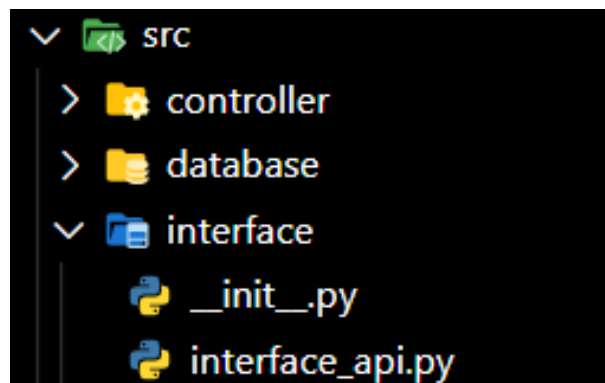 src
controller
database
interface
__init__.py
interface_api.py